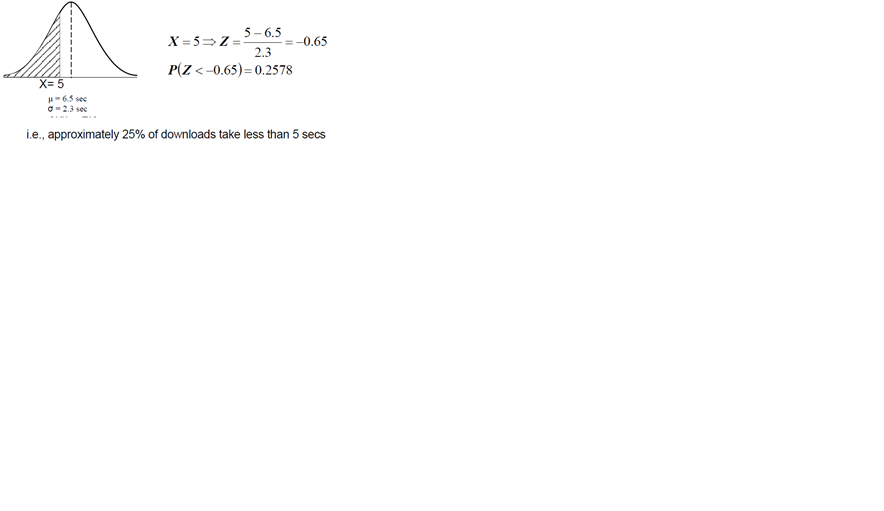 X = 5 ⇒ Z = (5 − 6.5) / 2.3 = −0.65
P(Z < −0.65) = 0.2578
X= 5
μ = 6.5 sec
σ = 2.3 sec
i.e., approximately 25% of downloads take less than 5 secs